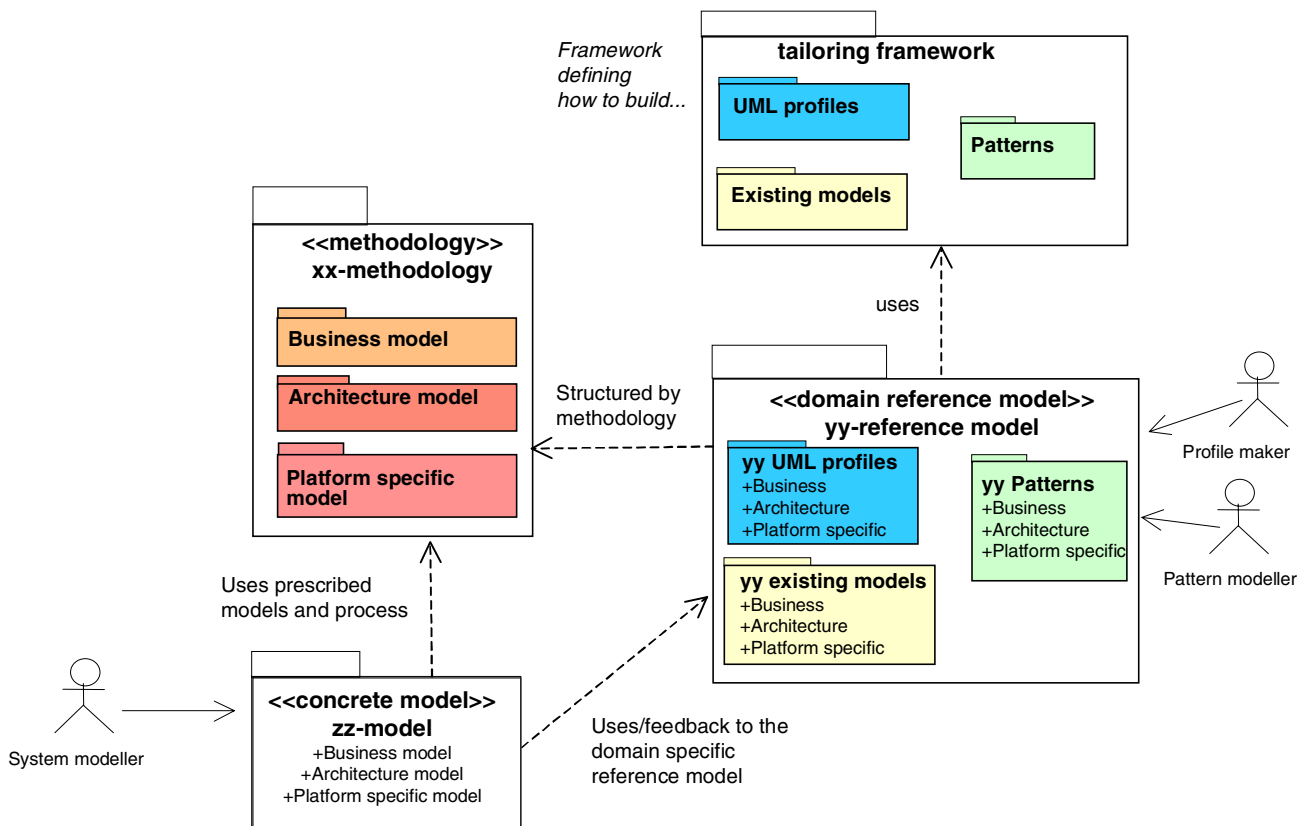 Framework
defining
how to build...
tailoring framework
UML profiles
Patterns
Existing models
<<methodology>>
xx-methodology
Business model
Architecture model
Platform specific
model
uses
Structured by
methodology
<<domain reference model>>
yy-reference model
yy UML profiles
+Business
+Architecture
+Platform specific
yy Patterns
+Business
+Architecture
+Platform specific
yy existing models
+Business
+Architecture
+Platform specific
Profile maker
Pattern modeller
Uses prescribed
models and process
<<concrete model>>
zz-model
+Business model
+Architecture model
+Platform specific model
System modeller
Uses/feedback to the
domain specific
reference model